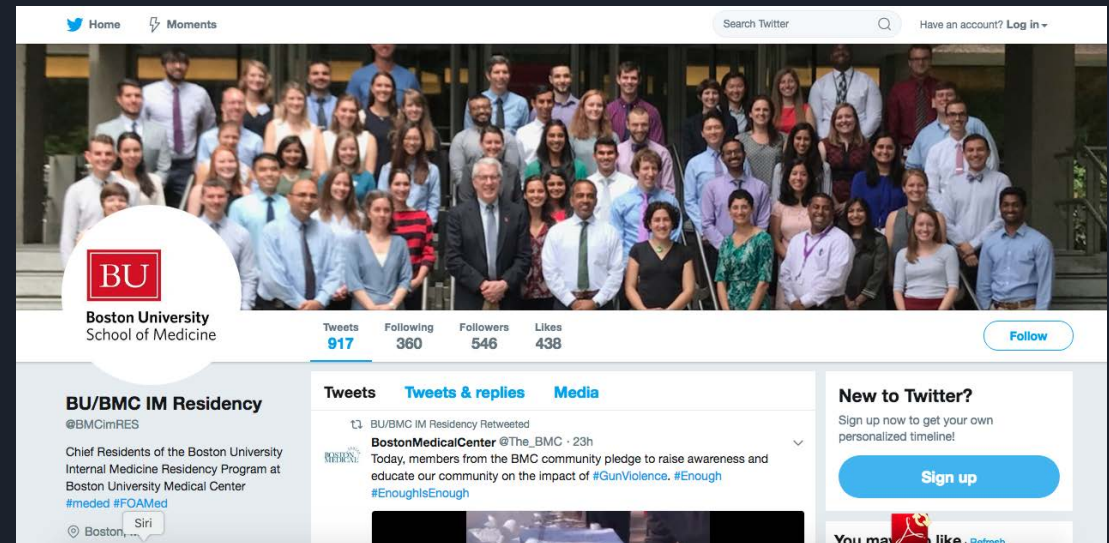 Home Moments Search Twitter Have an account? Log in
BU
Boston University
School of Medicine
Tweets Following Followers Likes
917 360 546 438
Follow
BU/BMC IM Residency
@BMCimRES
Chief Residents of the Boston University
Internal Medicine Residency Program at
Boston University Medical Center
#meded #FOAMed
Boston,
Siri
Tweets Tweets & replies Media
BU/BMC IM Residency Retweeted
BostonMedicalCenter @The_BMC · 23h
BOSTON
MEDICAL
Today, members from the BMC community pledge to raise awareness and
educate our community on the impact of #GunViolence. #Enough
#EnoughIsEnough
New to Twitter?
Sign up now to get your own
personalized timeline!
Sign up
You may like · Refresh